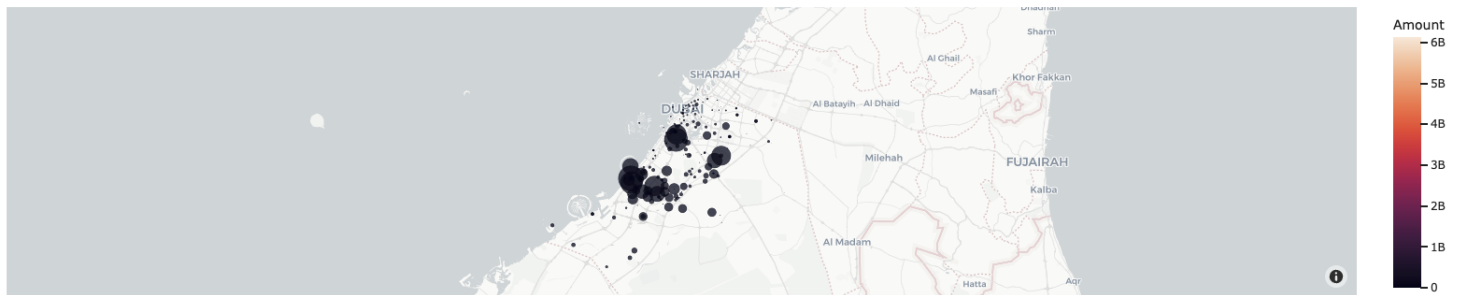 Dhadnah
Sharm
Al Ghail
SHARJAH
Khor Fakkan
Masafi
Al Batayih
Al Dhaid
DUBAI
Milehah
FUJAIRAH
Kalba
Al Madam
Hatta
Aqr
Amount
6B
5B
4B
3B
2B
1B
0